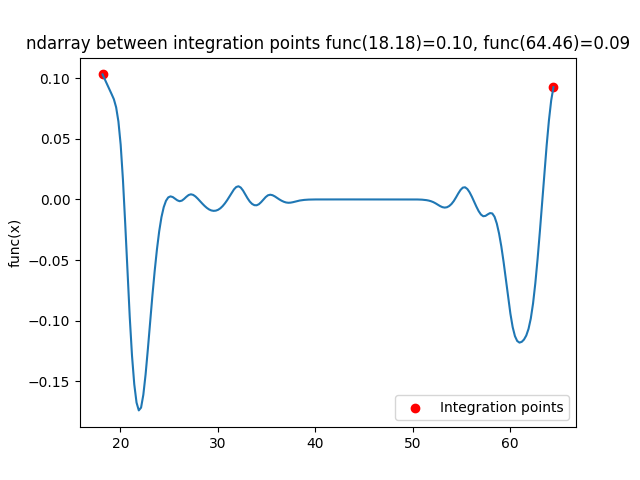 ndarray between integration points func(18.18)=0.10, func(64.46)=0.09
0.10
0.05
0.00
−0.05
−0.10
−0.15
func(x)
Integration points
20 30 40 50 60